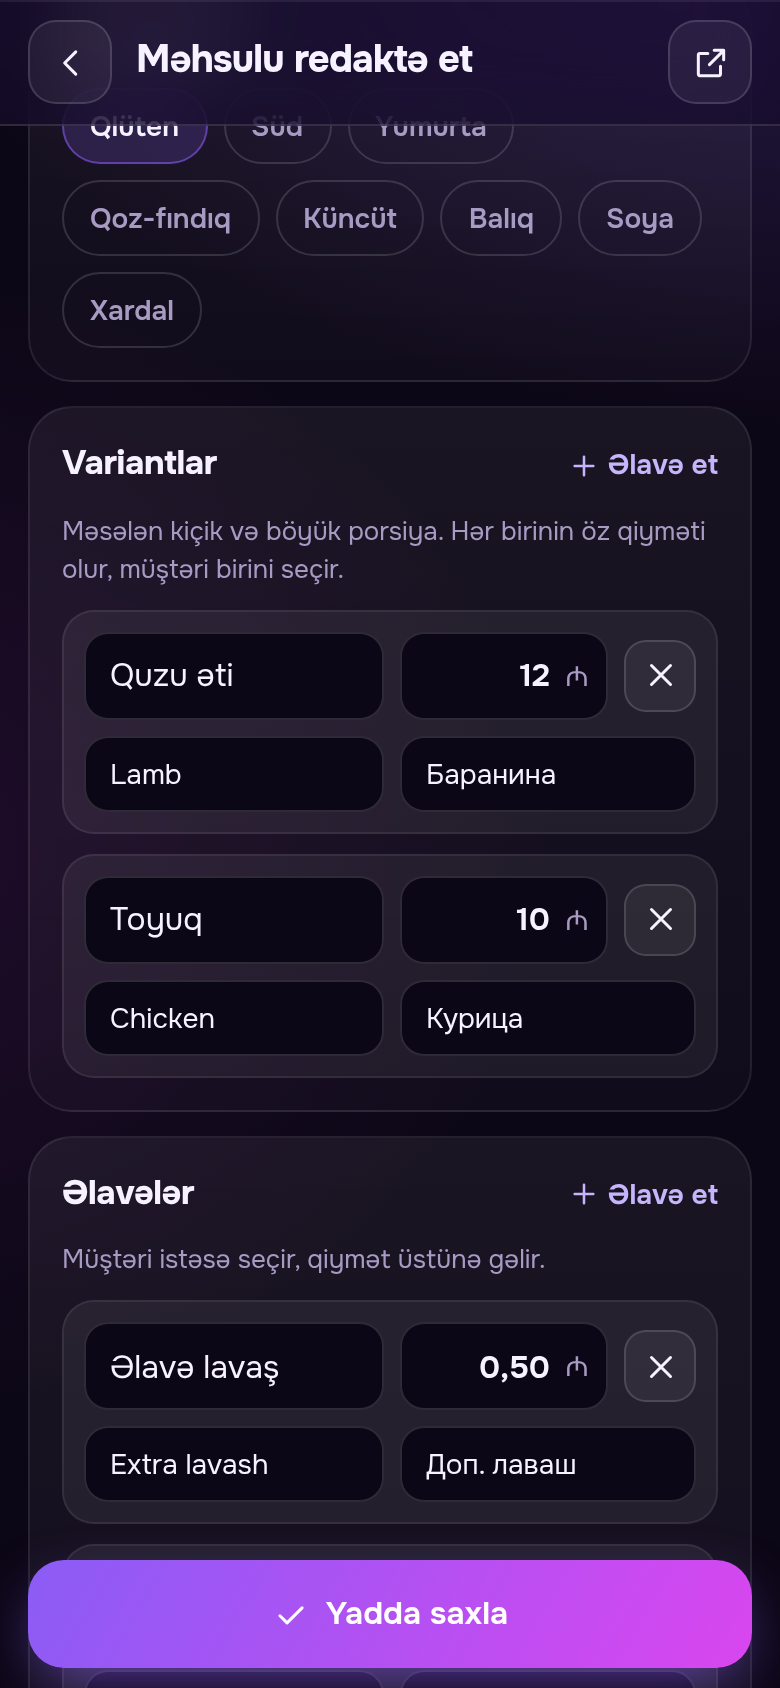 Məhsulu redaktə et
Qlüten Süd Yumurta
Qoz-fındıq Küncüt Balıq Soya
Xardal
Variantlar + Əlavə et
Məsələn kiçik və böyük porsiya. Hər birinin öz qiyməti
olur, müştəri birini seçir.
Quzu əti 12 ₼
Lamb Баранина
Toyuq 10 ₼
Chicken Курица
Əlavələr + Əlavə et
Müştəri istəsə seçir, qiymət üstünə gəlir.
Əlavə lavaş 0,50 ₼
Extra lavash Доп. лаваш
Yadda saxla